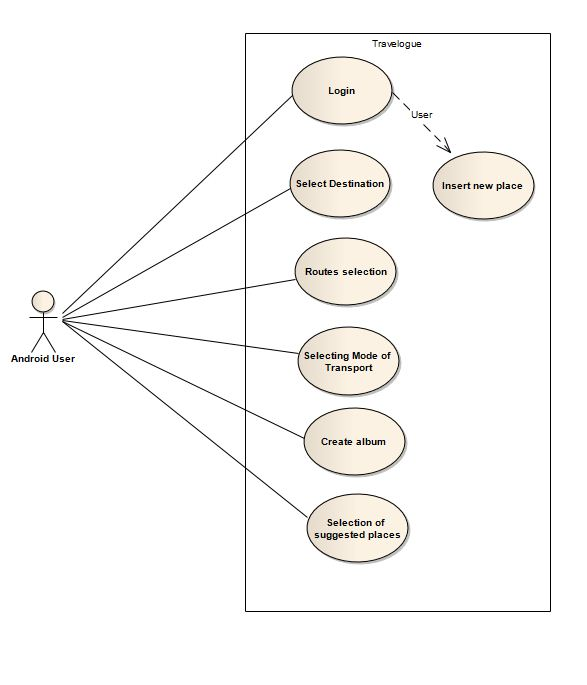 Travelogue
Login
User
Select Destination
Insert new place
Routes selection
Android User
Selecting Mode of
Transport
Create album
Selection of
suggested places